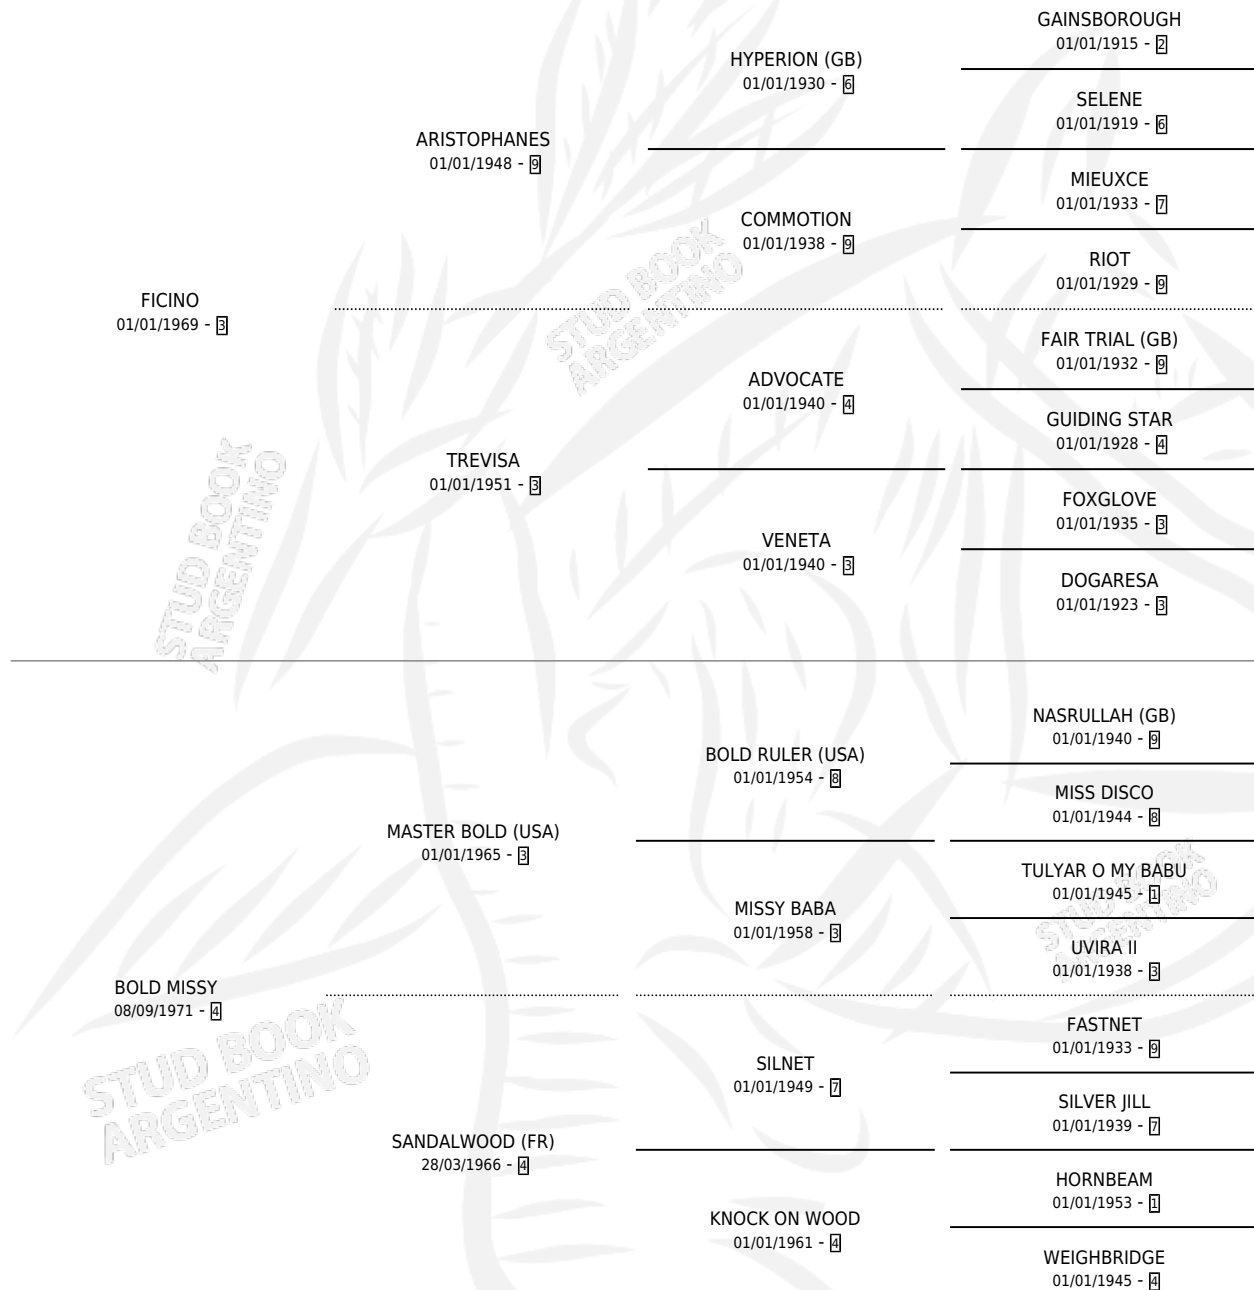 GAINSBOROUGH
01/01/1915 - 2
HYPERION (GB)
01/01/1930 - 6
SELENE
01/01/1919 - 6
ARISTOPHANES
01/01/1948 - 9
MIEUXCE
01/01/1933 - 7
COMMOTION
01/01/1938 - 9
RIOT
01/01/1929 - 9
FICINO
01/01/1969 - 3
FAIR TRIAL (GB)
01/01/1932 - 9
ADVOCATE
01/01/1940 - 4
GUIDING STAR
01/01/1928 - 4
TREVISA
01/01/1951 - 3
FOXGLOVE
01/01/1935 - 3
VENETA
01/01/1940 - 3
DOGARESA
01/01/1923 - 3
NASRULLAH (GB)
01/01/1940 - 9
BOLD RULER (USA)
01/01/1954 - 8
MISS DISCO
01/01/1944 - 8
MASTER BOLD (USA)
01/01/1965 - 3
TULYAR O MY BABU
01/01/1945 - 1
MISSY BABA
01/01/1958 - 3
UVIRA II
01/01/1938 - 3
BOLD MISSY
08/09/1971 - 4
FASTNET
01/01/1933 - 9
SILNET
01/01/1949 - 7
SILVER JILL
01/01/1939 - 7
SANDALWOOD (FR)
28/03/1966 - 4
HORNBEAM
01/01/1953 - 1
KNOCK ON WOOD
01/01/1961 - 4
WEIGHBRIDGE
01/01/1945 - 4
STUD BOOK
ARGENTINO
STUD BOOK
ARGENTINO
STUD BOOK
ARGENTINO
STUD BOOK
ARGENTINO